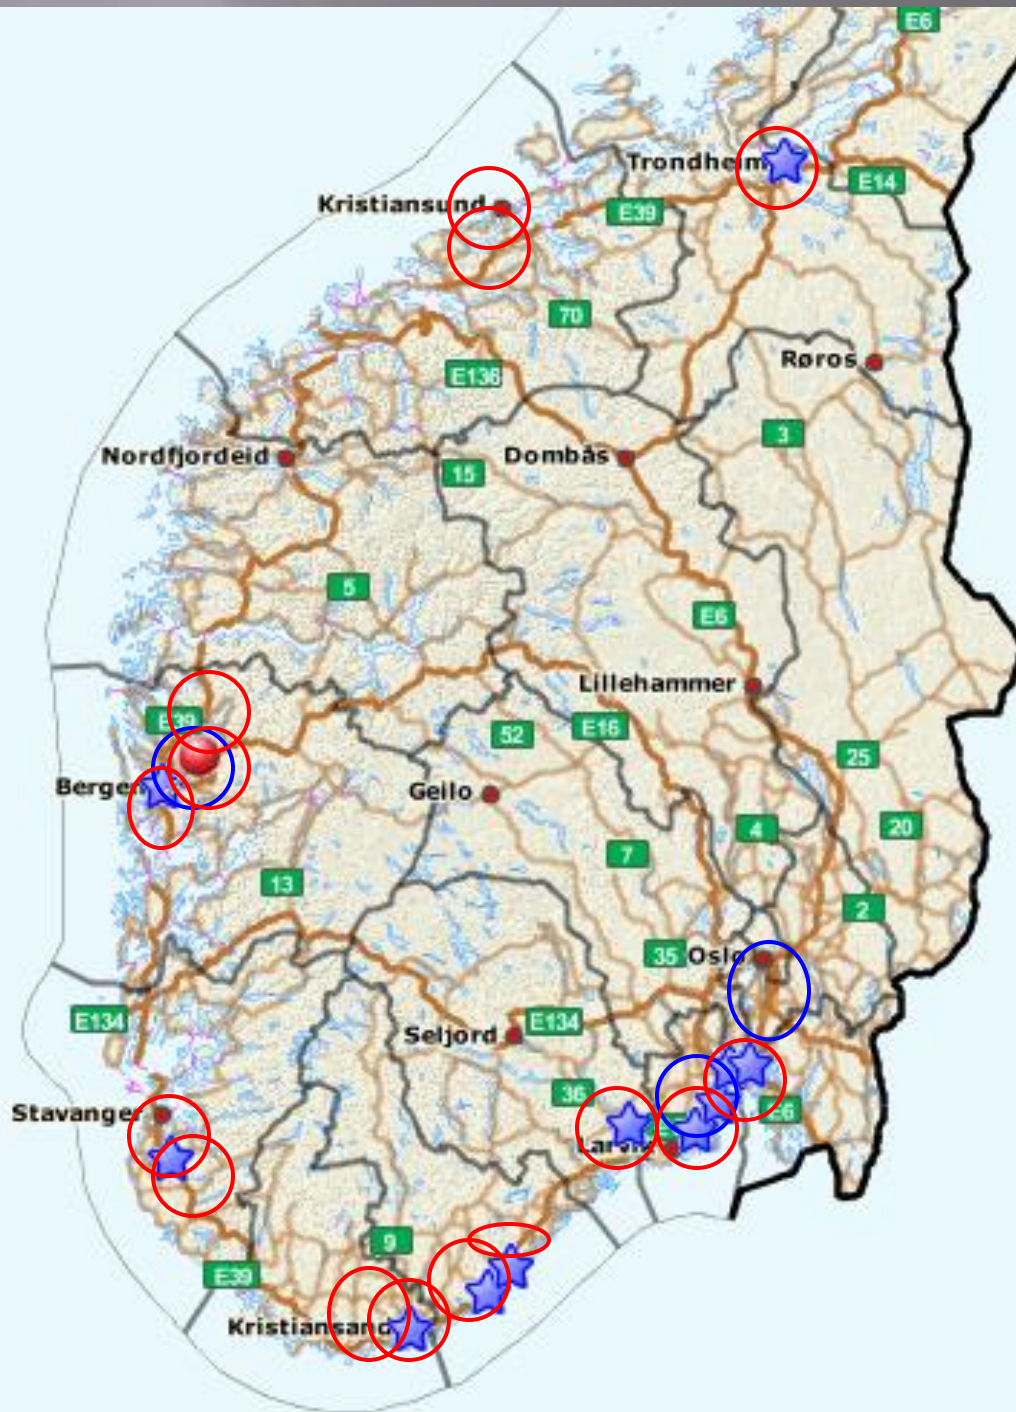 E6
Trondheim
E14
Kristiansund
E39
70
Røros
E136
3
Nordfjordeid
15
Dombås
5
E6
Lillehammer
E39
52
E16
25
Bergen
Geilo
4
20
7
13
2
35
Oslo
E134
Seljord
E134
36
Stavanger
E6
Larvik
9
E39
Kristiansand